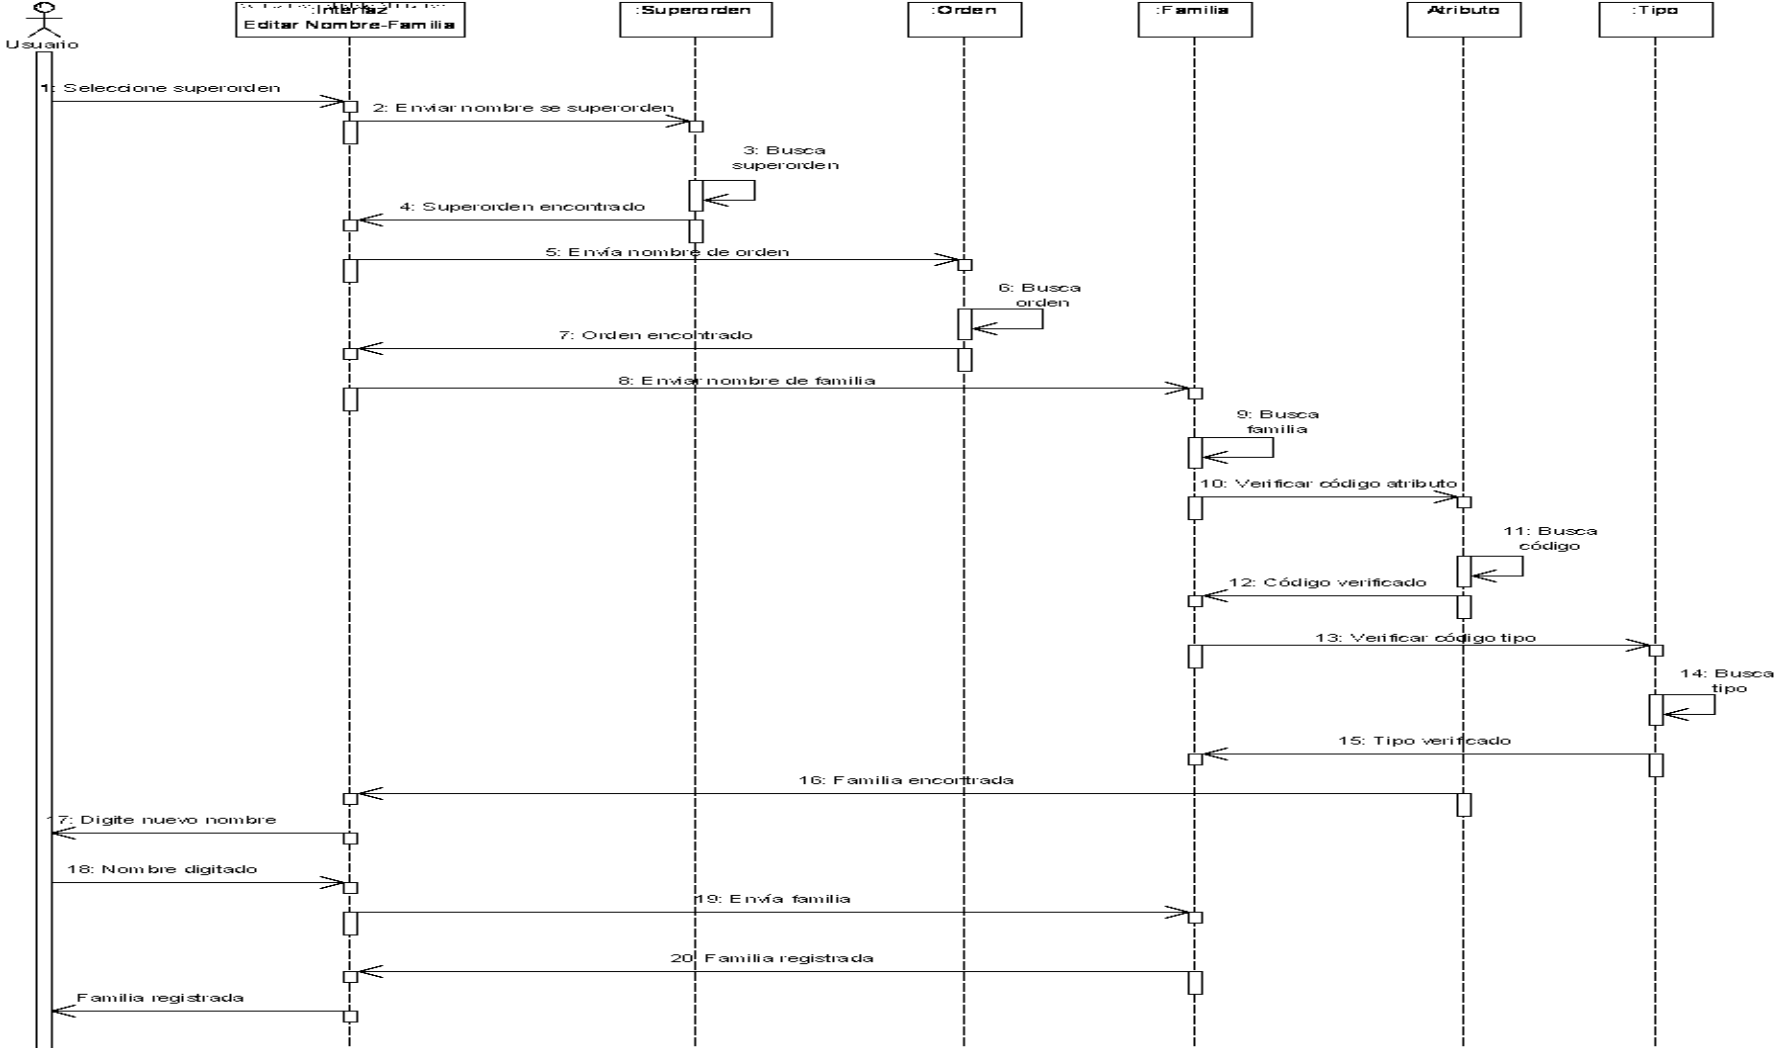 :Interfaz
Editar Nombre-Familia
:Superorden
:Orden
:Familia
Atributo
:Tipo
Usuario
1: Seleccione superorden
2: Enviar nombre se superorden
3: Busca
superorden
4: Superorden encontrado
5: Envía nombre de orden
6: Busca
orden
7: Orden encontrado
8: Enviar nombre de familia
9: Busca
familia
10: Verificar código atributo
11: Busca
código
12: Código verificado
13: Verificar código tipo
14: Busca
tipo
15: Tipo verificado
16: Familia encontrada
17: Digite nuevo nombre
18: Nombre digitado
19: Envía familia
20: Familia registrada
Familia registrada